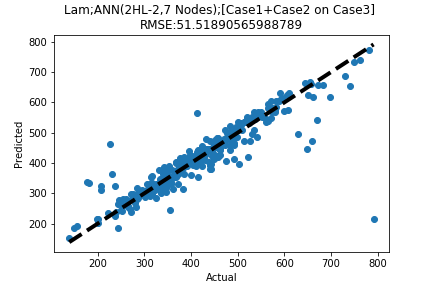 Lam;ANN(2HL-2,7 Nodes);[Case1+Case2 on Case3]
RMSE:51.51890565988789
800
700
600
500
400
300
200
Predicted
200 300 400 500 600 700 800
Actual